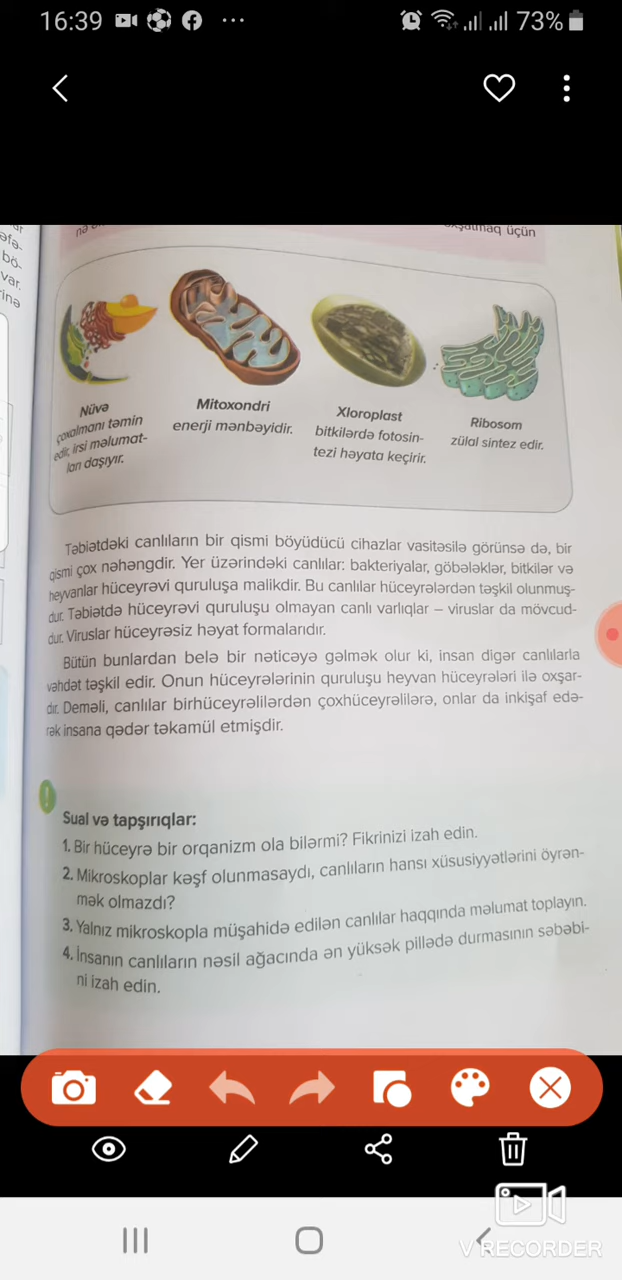 16:39 73%
üçün
Nüvə
çoxalmanı təmin
edir, irsi məlumat-
ları daşıyır.
Mitoxondri
enerji mənbəyidir.
Xloroplast
bitkilərdə fotosin-
tezi həyata keçirir.
Ribosom
zülal sintez edir.
Təbiətdəki canlıların bir qismi böyüdücü cihazlar vasitəsilə görünsə də, bir
qismi çox nəhəngdir. Yer üzərindəki canlılar: bakteriyalar, göbələklər, bitkilər və
heyvanlar hüceyrəvi quruluşa malikdir. Bu canlılar hüceyrələrdən təşkil olunmuş-
dur. Təbiətdə hüceyrəvi quruluşu olmayan canlı varlıqlar – viruslar da mövcud-
dur. Viruslar hüceyrəsiz həyat formalarıdır.
Bütün bunlardan belə bir nəticəyə gəlmək olur ki, insan digər canlılarla
vəhdət təşkil edir. Onun hüceyrələrinin quruluşu heyvan hüceyrələri ilə oxşar-
dır. Deməli, canlılar birhüceyrəlilərdən çoxhüceyrəlilərə, onlar da inkişaf edə-
rək insana qədər təkamül etmişdir.
Sual və tapşırıqlar:
1. Bir hüceyrə bir orqanizm ola bilərmi? Fikrinizi izah edin.
2. Mikroskoplar kəşf olunmasaydı, canlıların hansı xüsusiyyətlərini öyrən-
mək olmazdı?
3. Yalnız mikroskopla müşahidə edilən canlılar haqqında məlumat toplayın.
4. İnsanın canlıların nəsil ağacında ən yüksək pillədə durmasının səbəbi-
ni izah edin.
V RECORDER